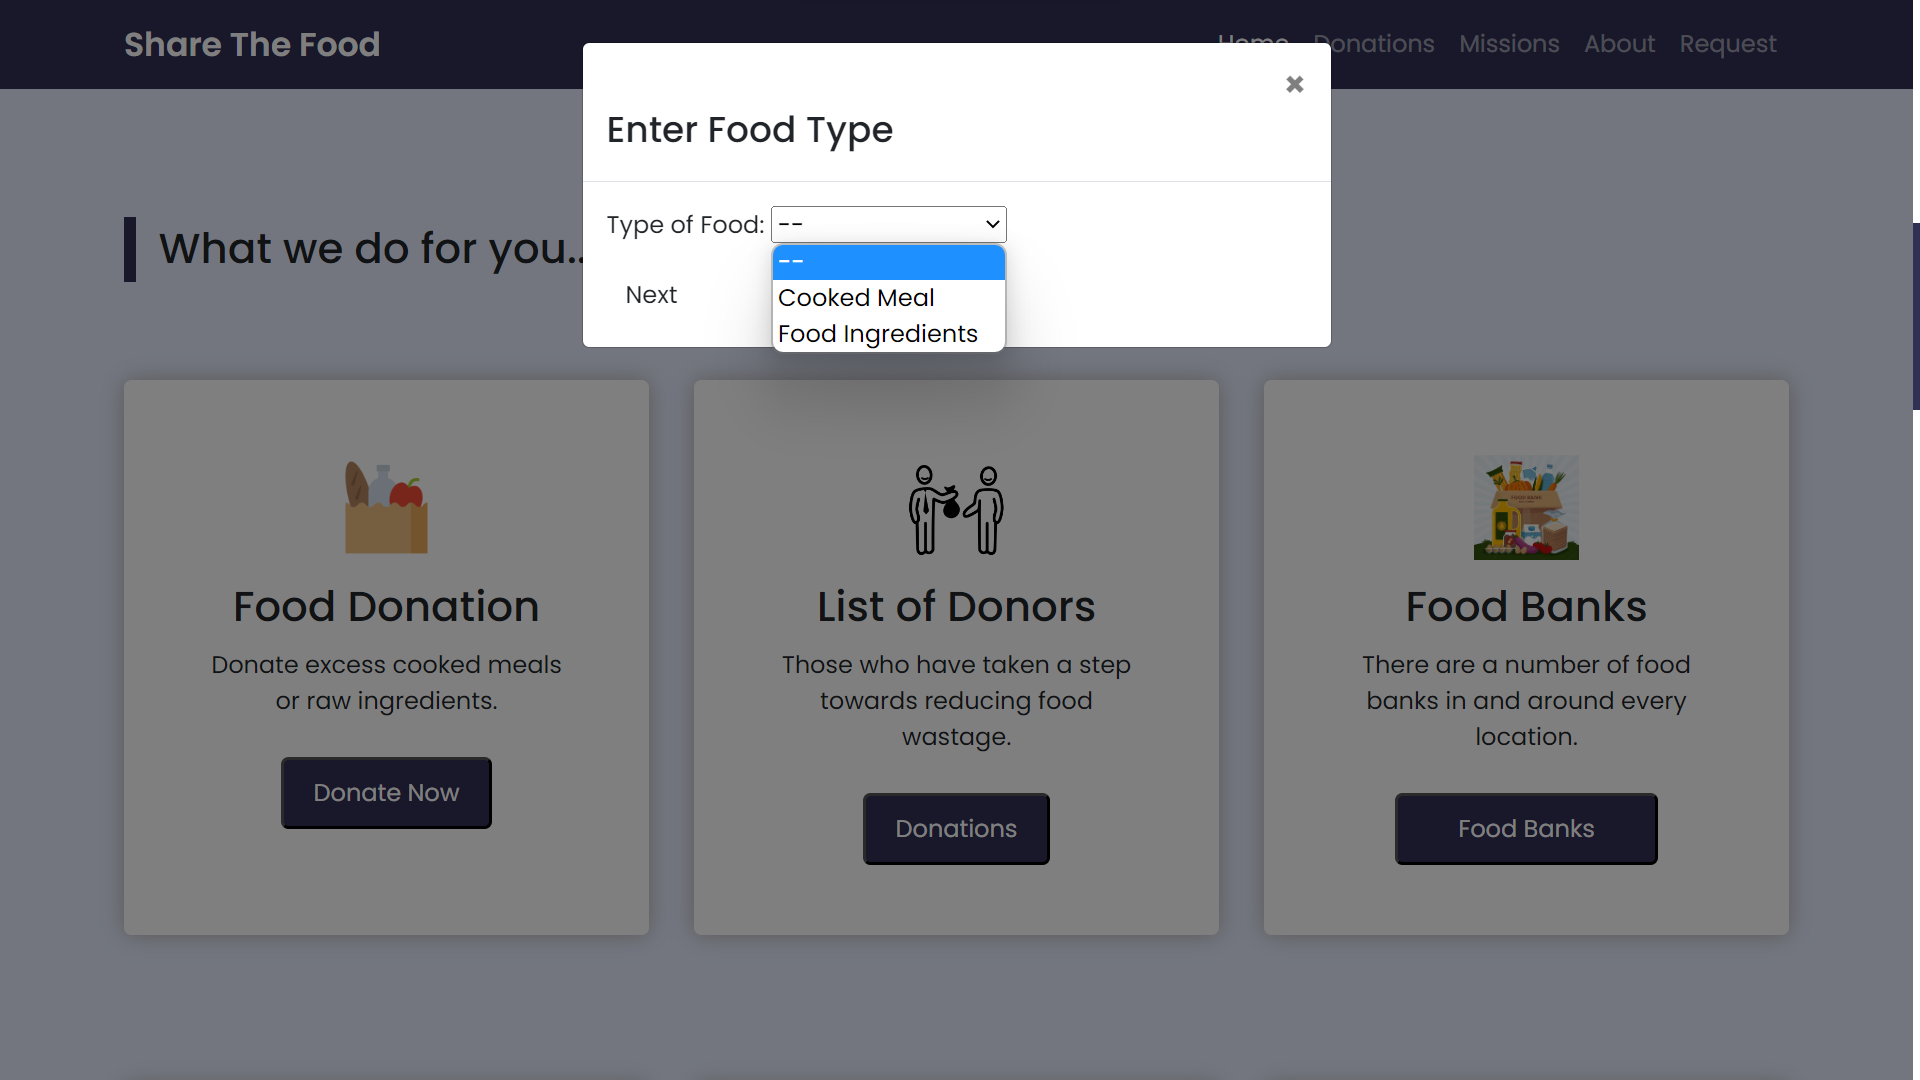 Share The Food
Home Donations Missions About Request
✖
Enter Food Type
Type of Food: --
--
Cooked Meal
Food Ingredients
Next
What we do for you..
Food Donation
Donate excess cooked meals
or raw ingredients.
Donate Now
List of Donors
Those who have taken a step
towards reducing food
wastage.
Donations
Food Banks
There are a number of food
banks in and around every
location.
Food Banks